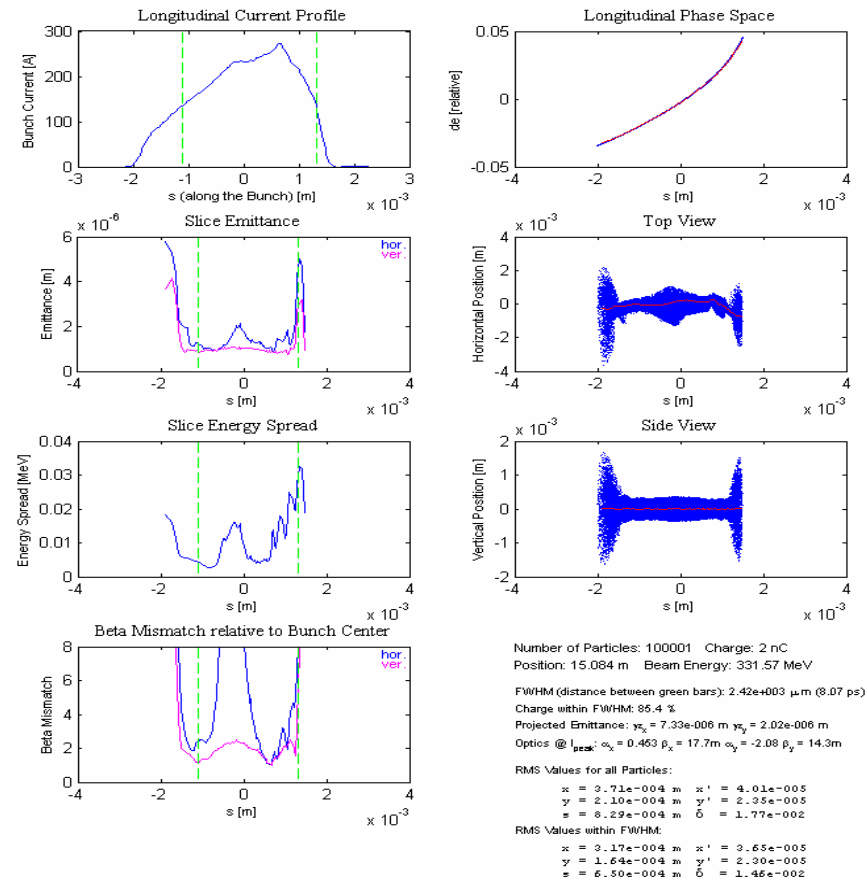 Longitudinal Current Profile
300
200
100
0
Bunch Current [A]
-3 -2 -1 0 1 2 3
s (along the Bunch) [m]
x 10^-3
Longitudinal Phase Space
0.05
0
-0.05
de [relative]
-4 -2 0 2 4
s [m]
x 10^-3
Slice Emittance
x 10^-6
6
4
2
0
Emittance [m]
hor.
ver.
-4 -2 0 2 4
s [m]
x 10^-3
Top View
x 10^-3
4
2
0
-2
-4
Horizontal Position [m]
-4 -2 0 2 4
s [m]
x 10^-3
Slice Energy Spread
0.04
0.03
0.02
0.01
0
Energy Spread [MeV]
-4 -2 0 2 4
s [m]
x 10^-3
Side View
x 10^-3
2
1
0
-1
-2
Vertical Position [m]
-4 -2 0 2 4
s [m]
x 10^-3
Beta Mismatch relative to Bunch Center
8
6
4
2
0
Beta Mismatch
hor.
ver.
-4 -2 0 2 4
s [m]
x 10^-3
Number of Particles: 100001 Charge: 2 nC
Position: 15.084 m Beam Energy: 331.57 MeV
FWHM (distance between green bars): 2.42e+003 μm (8.07 ps)
Charge within FWHM: 85.4 %
Projected Emittance: γε_x = 7.33e-006 m γε_y = 2.02e-006 m
Optics @ I_peak: α_x = 0.453 β_x = 17.7m α_y = -2.08 β_y = 14.3m
RMS Values for all Particles:
x = 3.71e-004 m x' = 4.01e-005
y = 2.10e-004 m y' = 2.35e-005
s = 8.29e-004 m δ = 1.77e-002
RMS Values within FWHM:
x = 3.17e-004 m x' = 3.65e-005
y = 1.64e-004 m y' = 2.30e-005
s = 6.50e-004 m δ = 1.46e-002